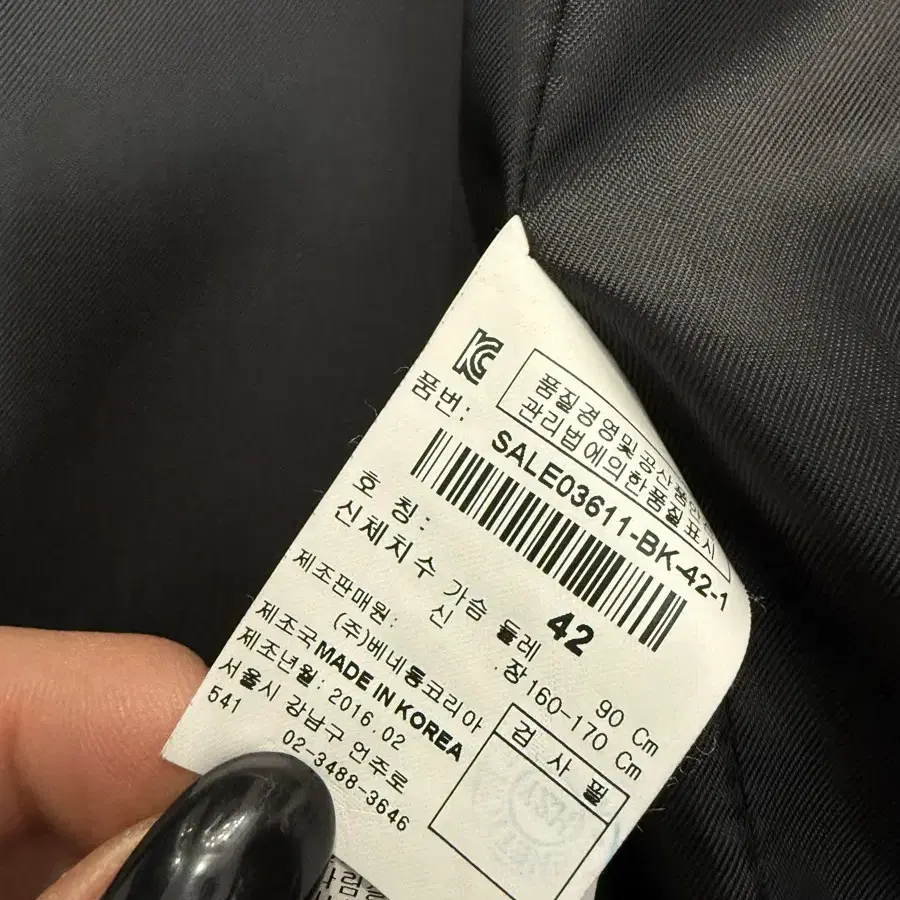 품질경영및공산품안전
관리법에의한품질표시
품번:
SALE03611-BK-42-1
호 칭: 42
신체치수 가슴 둘레 90 Cm
신 장 160-170 Cm
제조판매원: (주)베네통코리아
제조국MADE IN KOREA
제조년월: 2016.02
서울시 강남구 언주로
541
02-3488-3646
검 사 필